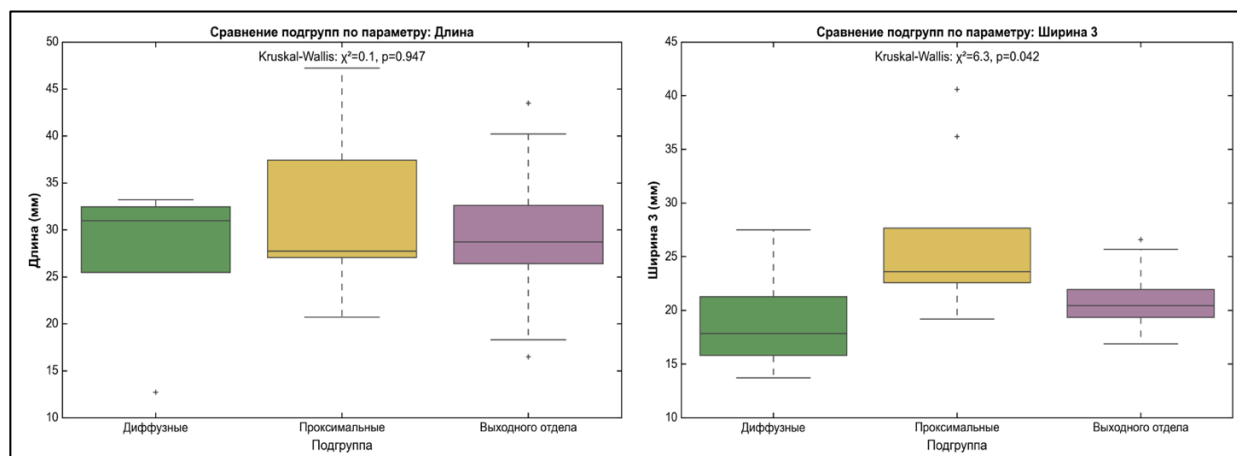 Сравнение подгрупп по параметру: Длина
Kruskal-Wallis: χ²=0.1, p=0.947
50
45
40
35
30
25
20
15
10
Длина (мм)
Диффузные
Проксимальные
Выходного отдела
Подгруппа
Сравнение подгрупп по параметру: Ширина 3
Kruskal-Wallis: χ²=6.3, p=0.042
45
40
35
30
25
20
15
10
Ширина 3 (мм)
Диффузные
Проксимальные
Выходного отдела
Подгруппа